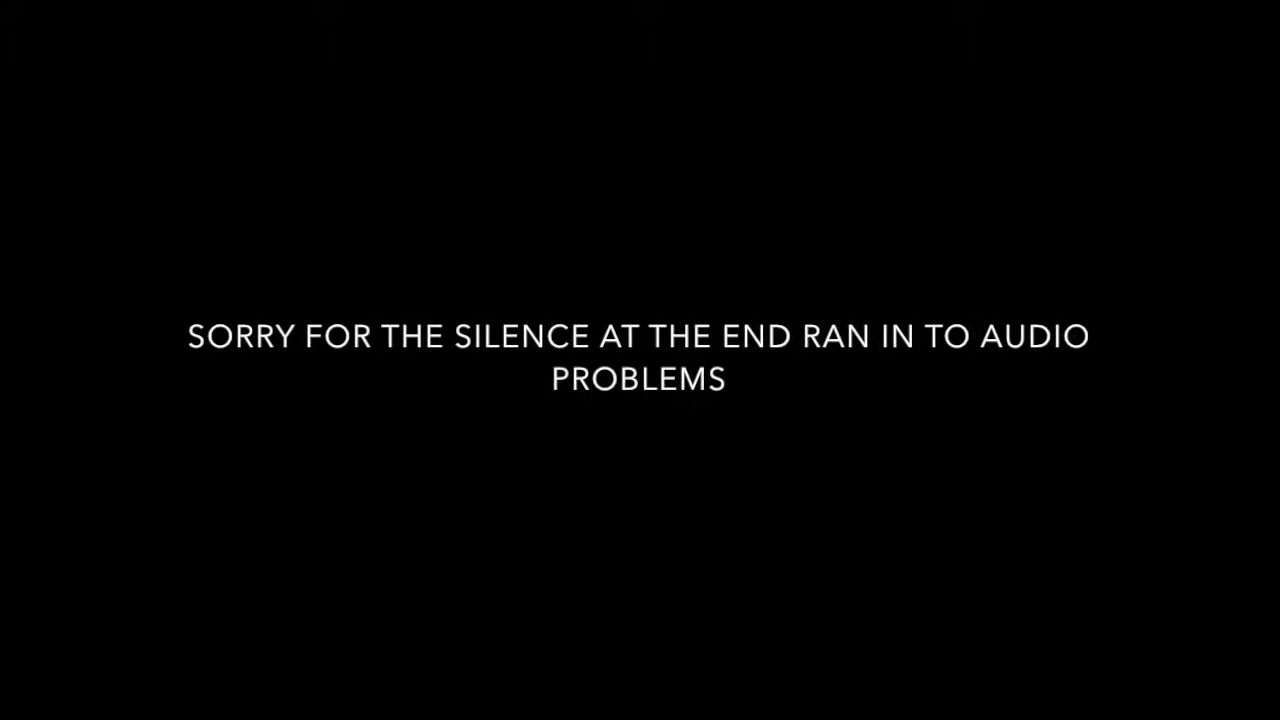 SORRY FOR THE SILENCE AT THE END RAN IN TO AUDIO
PROBLEMS